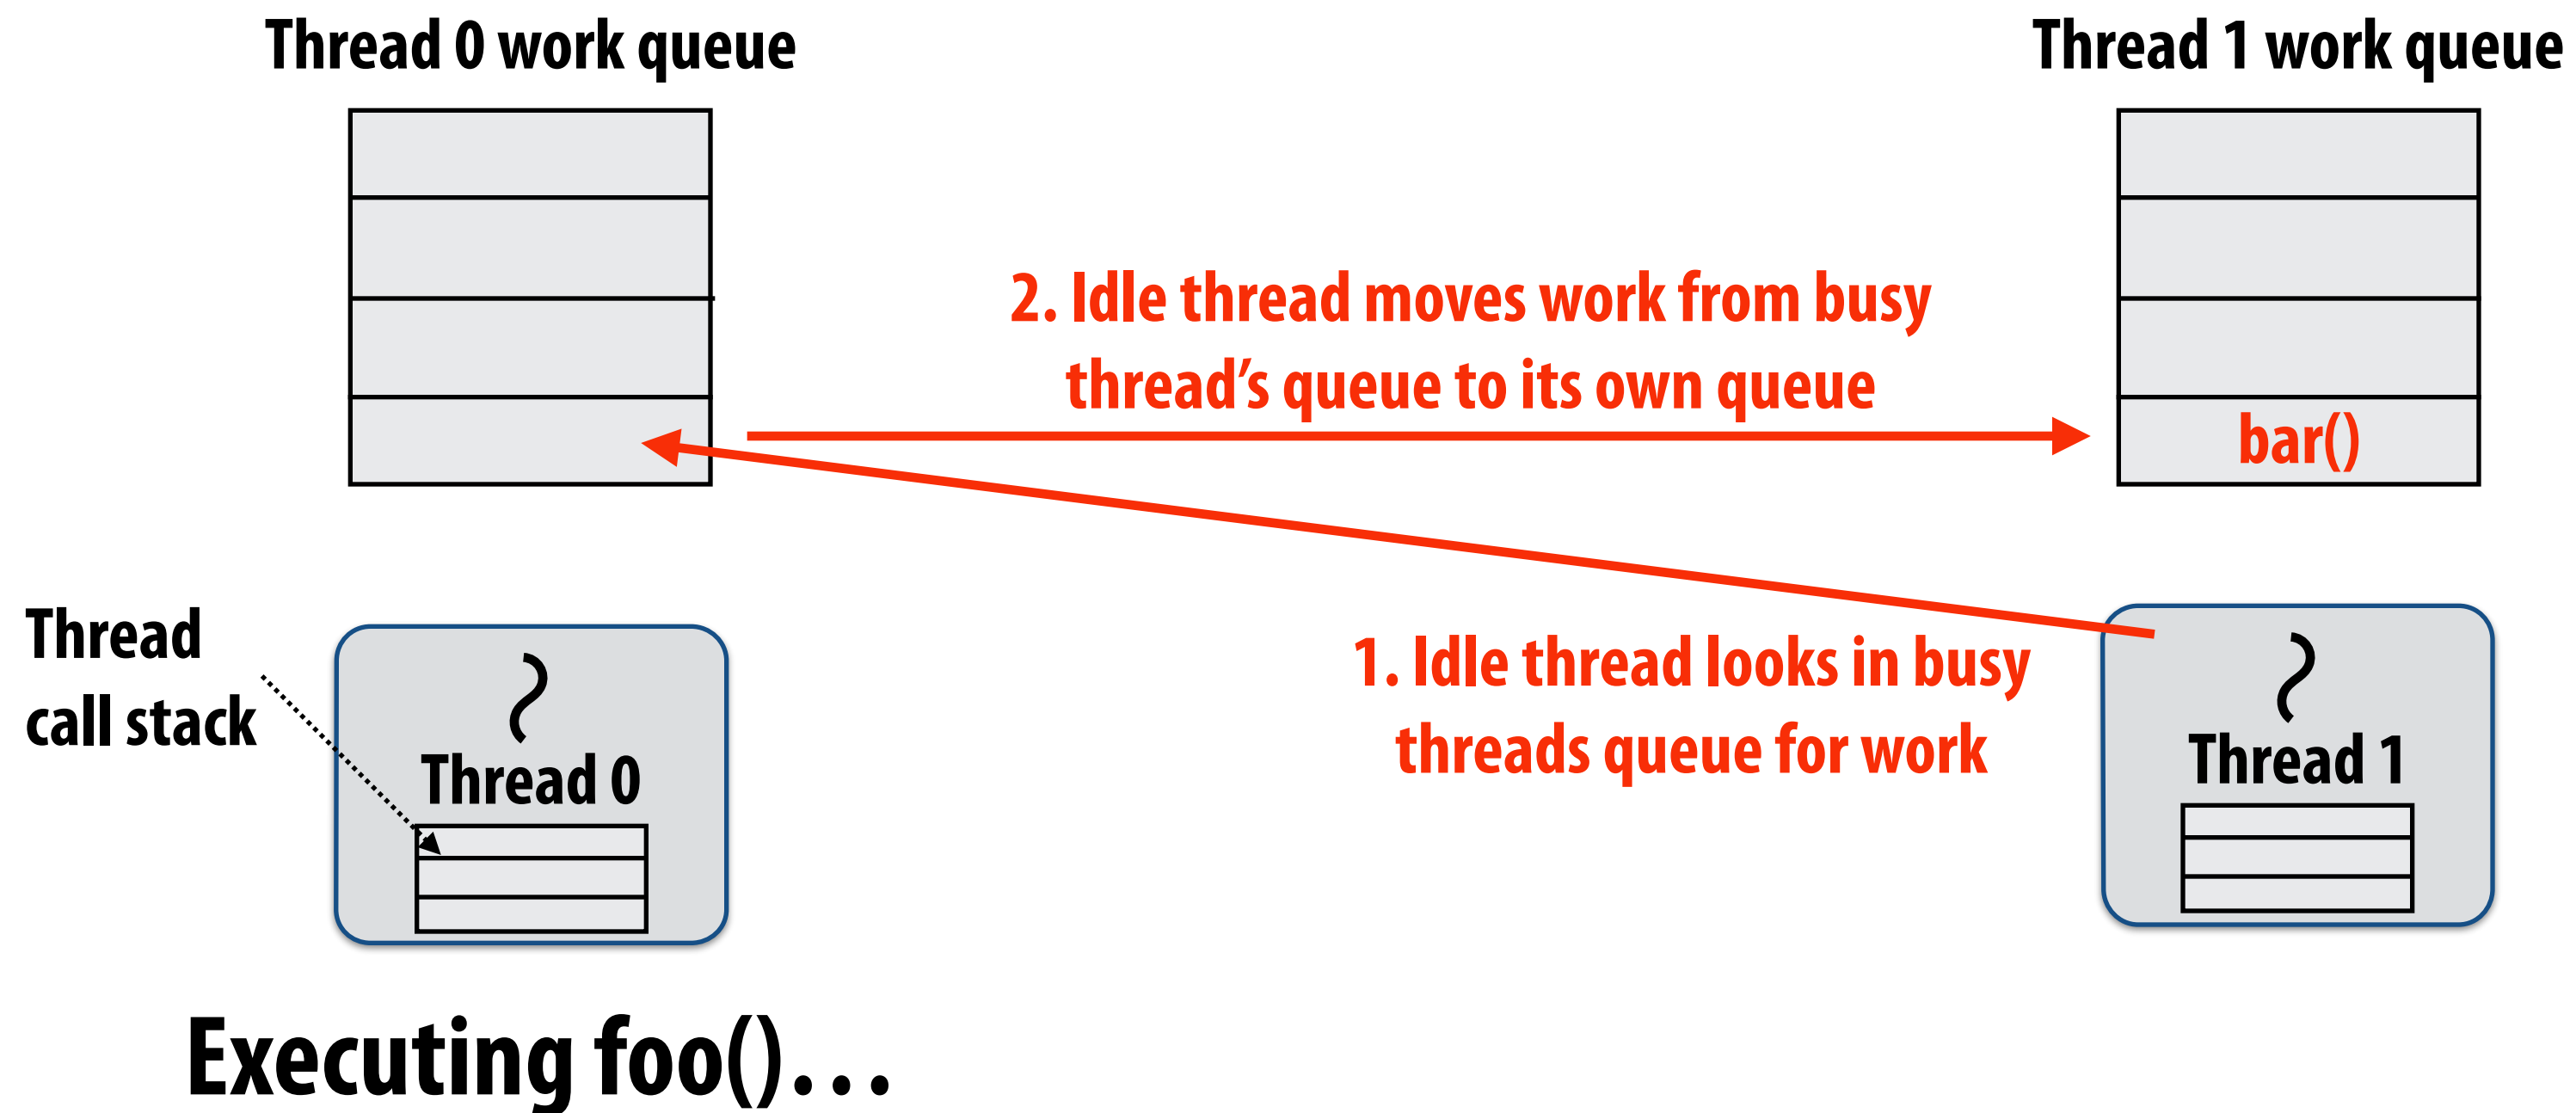 Thread 0 work queue
Thread 1 work queue
2. Idle thread moves work from busy
thread’s queue to its own queue
bar()
Thread
call stack
1. Idle thread looks in busy
threads queue for work
Thread 0
Thread 1
Executing foo()…